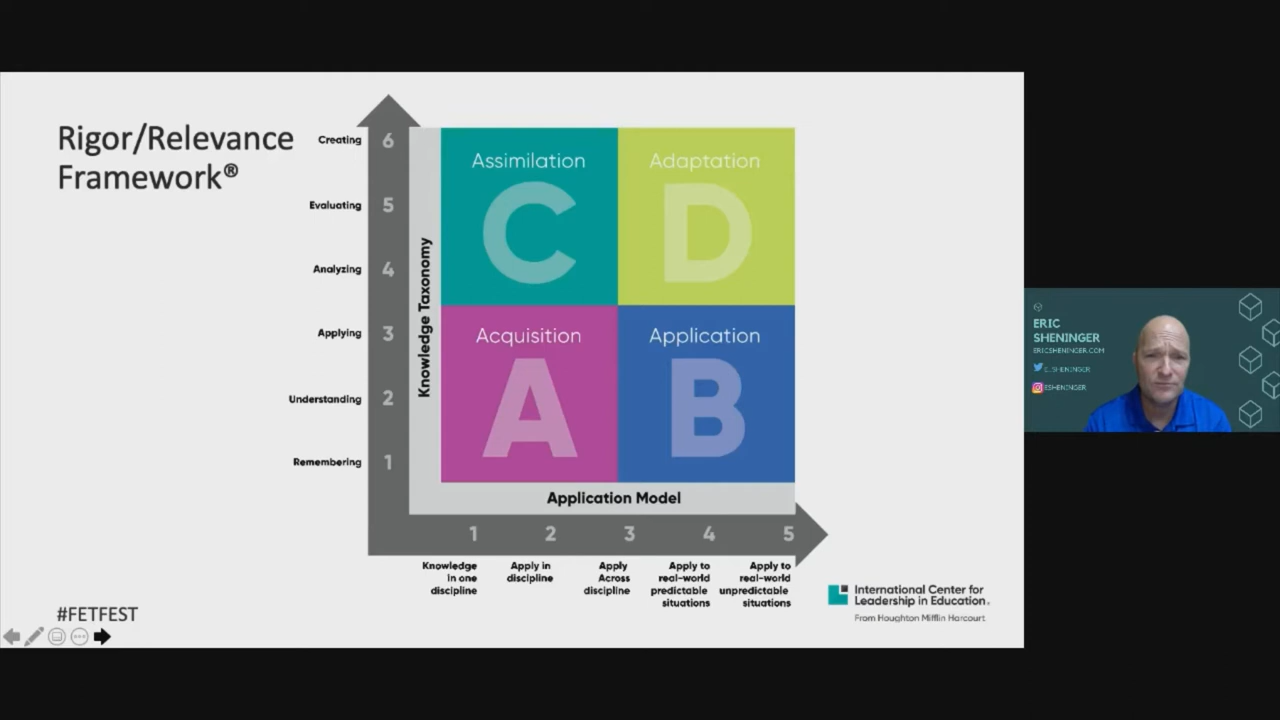 Rigor/Relevance
Framework®
Creating
6
Evaluating
5
Analyzing
4
Applying
3
Understanding
2
Remembering
1
Knowledge Taxonomy
Assimilation
C
Adaptation
D
Acquisition
A
Application
B
Application Model
1
2
3
4
5
Knowledge
in one
discipline
Apply in
discipline
Apply
Across
discipline
Apply to
real-world
predictable
situations
Apply to
real-world
unpredictable
situations
International Center for
Leadership in Education.
From Houghton Mifflin Harcourt
#FETFEST
ERIC
SHENINGER
ERICSHENINGER.COM
ESHENINGER